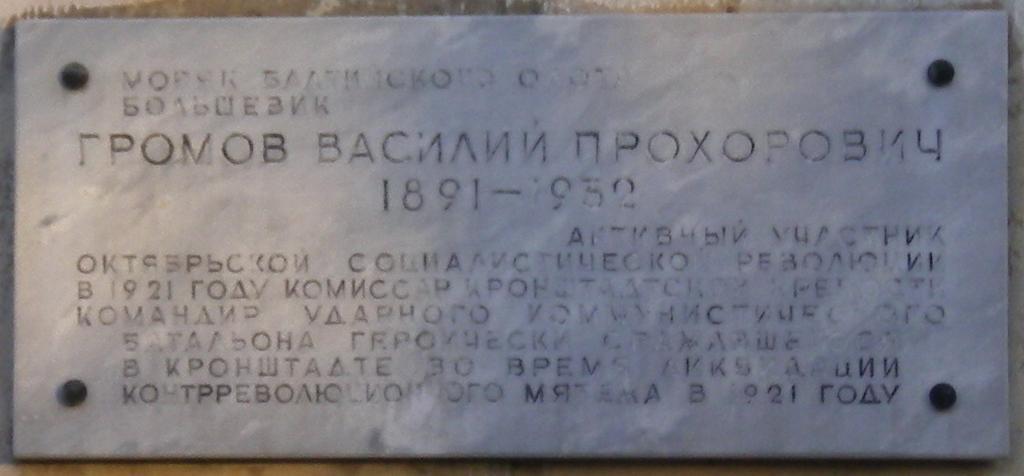 МОРЯК БАЛТИЙСКОГО ФЛОТА
БОЛЬШЕВИК
ГРОМОВ ВАСИЛИЙ ПРОХОРОВИЧ
1891-1932
АКТИВНЫЙ УЧАСТНИК
ОКТЯБРЬСКОЙ СОЦИАЛИСТИЧЕСКОЙ РЕВОЛЮЦИИ
В 1921 ГОДУ КОМИССАР КРОНШТАДТСКОЙ КРЕПОСТИ
КОМАНДИР УДАРНОГО КОММУНИСТИЧЕСКОГО
БАТАЛЬОНА ГЕРОИЧЕСКИ СРАЖАВШЕГОСЯ
В КРОНШТАДТЕ ВО ВРЕМЯ ЛИКВИДАЦИИ
КОНТРРЕВОЛЮЦИОННОГО МЯТЕЖА В 1921 ГОДУ